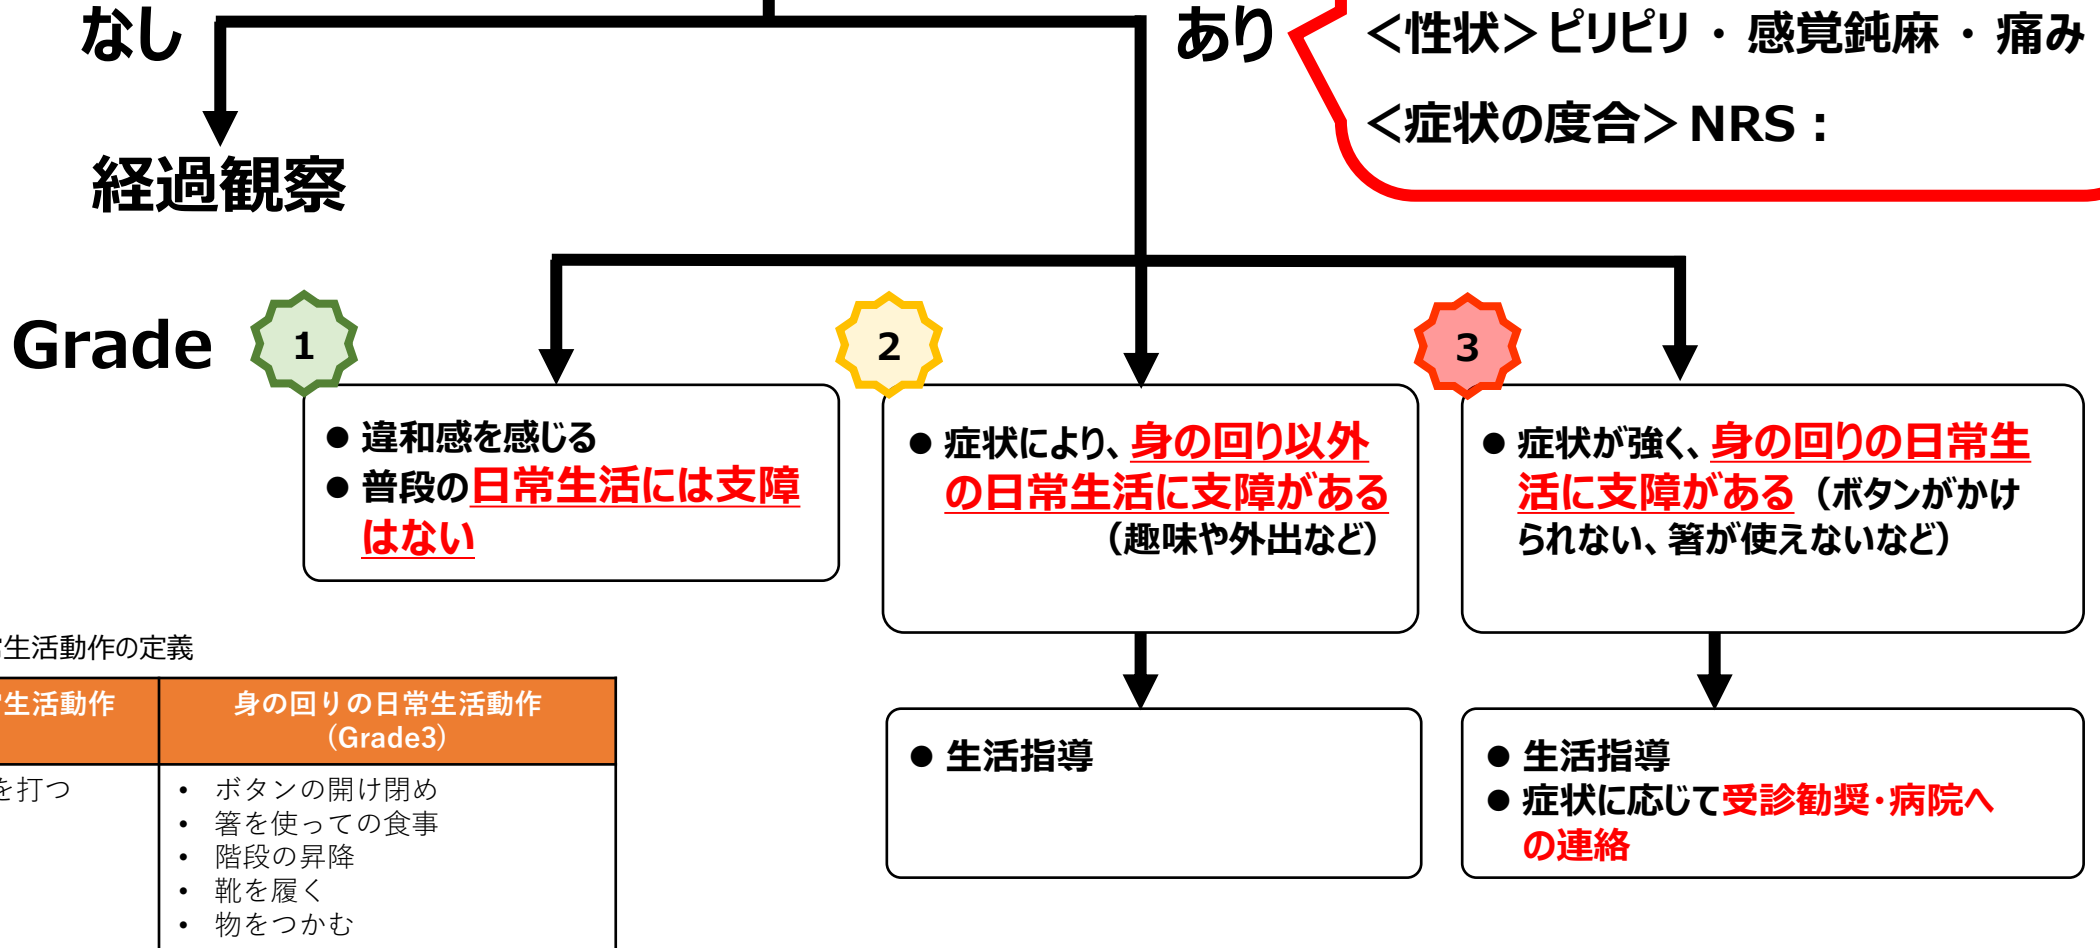 なし
あり
＜性状＞ピリピリ ・ 感覚鈍麻 ・ 痛み
＜症状の度合＞NRS：
経過観察
Grade
1
2
3
● 違和感を感じる
● 普段の日常生活には支障
はない
● 症状により、身の回り以外
の日常生活に支障がある
（趣味や外出など）
● 症状が強く、身の回りの日常生
活に支障がある（ボタンがかけ
られない、箸が使えないなど）
● 生活指導
● 生活指導
● 症状に応じて受診勧奨・病院へ
の連絡
生活動作の定義
生活動作
身の回りの日常生活動作
(Grade3)
を打つ
• ボタンの開け閉め
• 箸を使っての食事
• 階段の昇降
• 靴を履く
• 物をつかむ